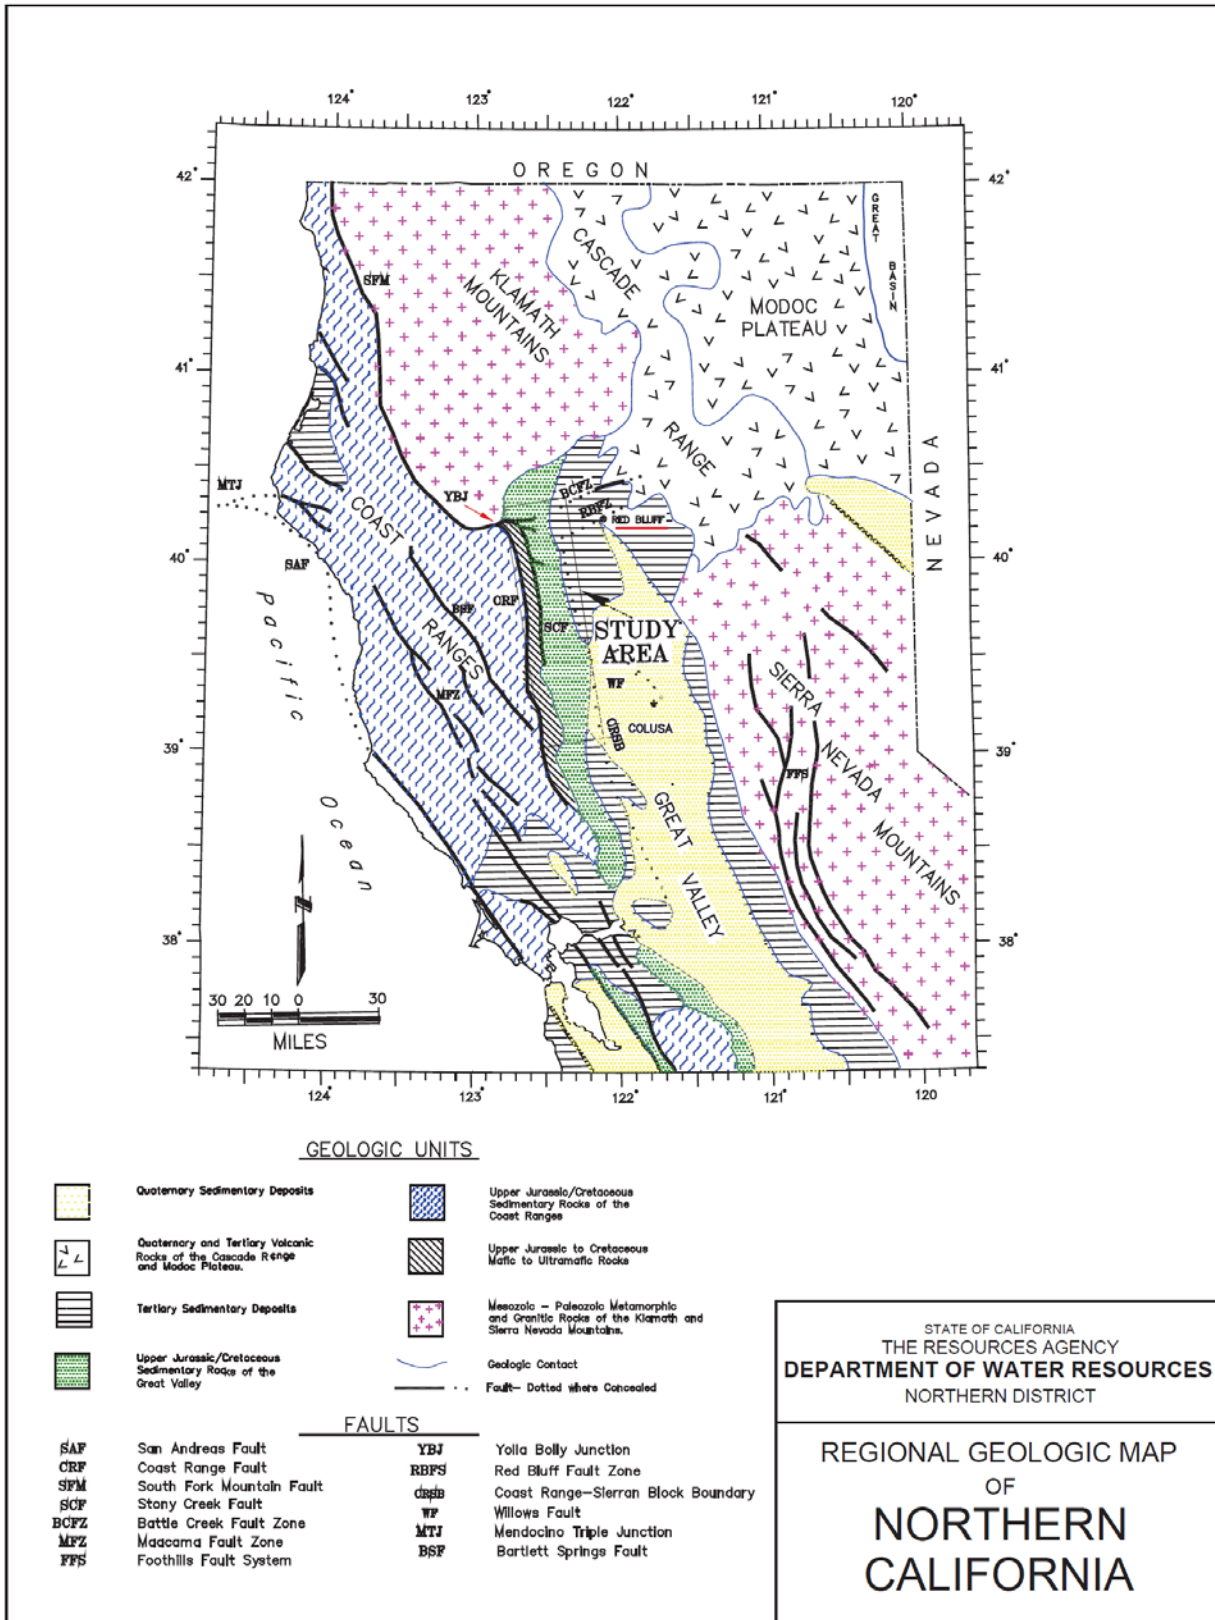 124°
123°
122°
121°
120°
42°
OREGON
42°
GREAT
BASIN
CASCADE
KLAMATH
MOUNTAINS
SFM
MODOC
PLATEAU
41°
41°
RANGE
NEVADA
MTJ
YBJ
BCFZ
RBFZ
RED BLUFF
COAST
40°
40°
SAF
CRF
BSF
SCF
RANGES
STUDY
AREA
Pacific
Ocean
MFZ
WF
COLUSA
CRSB
SIERRA
NEVADA
MOUNTAINS
FFS
39°
39°
GREAT
VALLEY
38°
38°
30 20 10 0 30
MILES
124°
123°
122°
121°
120
GEOLOGIC UNITS
Quaternary Sedimentary Deposits
Quaternary and Tertiary Volcanic
Rocks of the Cascade Range
and Modoc Plateau.
Tertiary Sedimentary Deposits
Upper Jurassic/Cretaceous
Sedimentary Rocks of the
Great Valley
Upper Jurassic/Cretaceous
Sedimentary Rocks of the
Coast Ranges
Upper Jurassic to Cretaceous
Mafic to Ultramafic Rocks
Mesozoic – Paleozoic Metamorphic
and Granitic Rocks of the Klamath and
Sierra Nevada Mountains.
Geologic Contact
Fault– Dotted where Concealed
FAULTS
SAF San Andreas Fault
CRF Coast Range Fault
SFM South Fork Mountain Fault
SCF Stony Creek Fault
BCFZ Battle Creek Fault Zone
MFZ Maacama Fault Zone
FFS Foothills Fault System
YBJ Yolla Bolly Junction
RBFS Red Bluff Fault Zone
CRSB Coast Range–Sierran Block Boundary
WF Willows Fault
MTJ Mendocino Triple Junction
BSF Bartlett Springs Fault
STATE OF CALIFORNIA
THE RESOURCES AGENCY
DEPARTMENT OF WATER RESOURCES
NORTHERN DISTRICT
REGIONAL GEOLOGIC MAP
OF
NORTHERN
CALIFORNIA